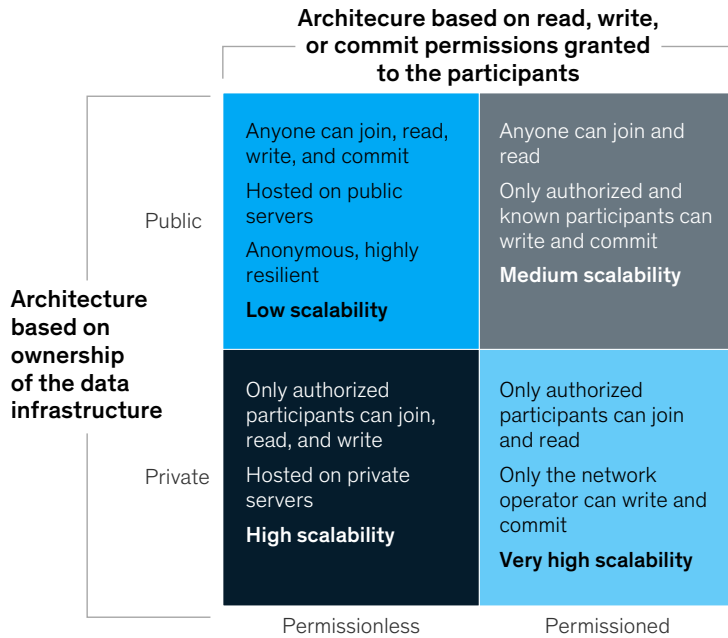 Architecure based on read, write,
or commit permissions granted
to the participants
Anyone can join, read,
write, and commit
Hosted on public
servers
Anonymous, highly
resilient
Low scalability
Anyone can join and
read
Only authorized and
known participants can
write and commit
Medium scalability
Public
Architecture
based on
ownership
of the data
infrastructure
Only authorized
participants can join,
read, and write
Hosted on private
servers
High scalability
Only authorized
participants can join
and read
Only the network
operator can write and
commit
Very high scalability
Private
Permissionless
Permissioned